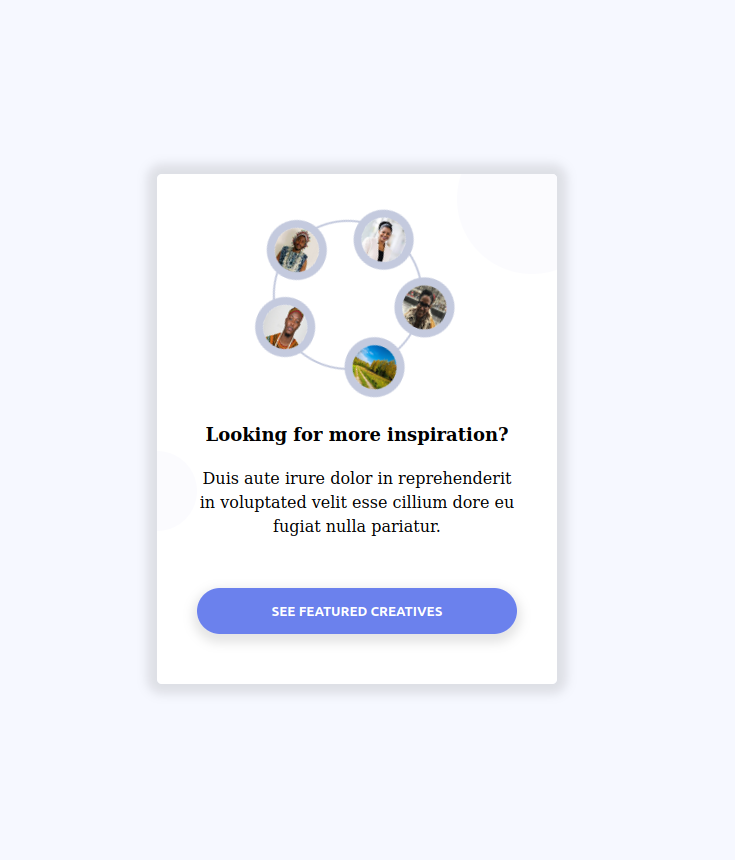 Looking for more inspiration?
Duis aute irure dolor in reprehenderit
in voluptated velit esse cillium dore eu
fugiat nulla pariatur.
SEE FEATURED CREATIVES